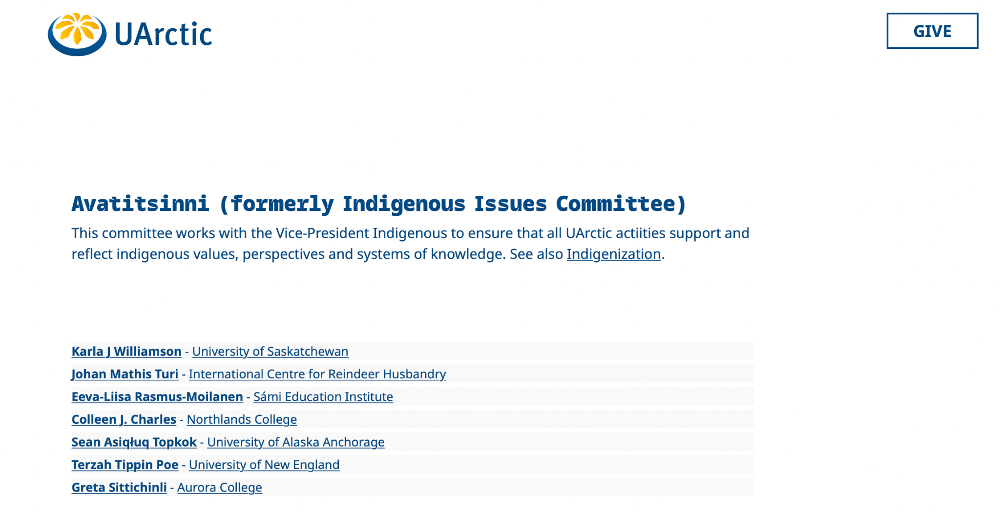 UArctic
GIVE
Avatitsinni (formerly Indigenous Issues Committee)
This committee works with the Vice-President Indigenous to ensure that all UArctic actiities support and
reflect indigenous values, perspectives and systems of knowledge. See also Indigenization.
Karla J Williamson - University of Saskatchewan
Johan Mathis Turi - International Centre for Reindeer Husbandry
Eeva-Liisa Rasmus-Moilanen - Sámi Education Institute
Colleen J. Charles - Northlands College
Sean Asiqłuq Topkok - University of Alaska Anchorage
Terzah Tippin Poe - University of New England
Greta Sittichinli - Aurora College